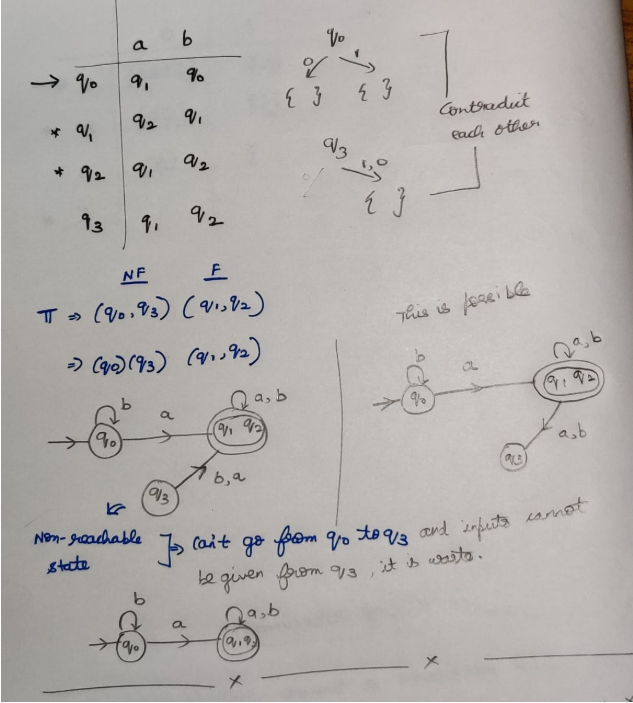 a b
→ q0 q1 q0
* q1 q2 q1
* q2 q1 q2
q3 q1 q2
q0
0 1
{ } { }
q3
1,0
{ }
Contradict
each other
NF F
π ⇒ (q0, q3) (q1, q2)
⇒ (q0) (q3) (q1, q2)
b a a, b
q0 q1 q2
b, a
q3
This is possible
b a a, b
q0 q1 q2
a, b
q3
Non-reachable
state
]⇒ Can't go from q0 to q3 and inputs cannot
be given from q3, it is waste.
b a a, b
q0 q1 q2
x x